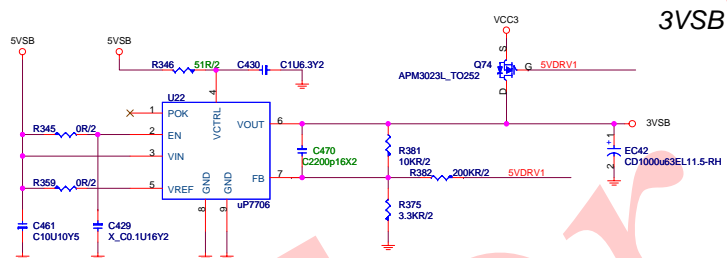 3VSB
VCC3
5VSB
5VSB
R346
51R/2
C430
C1U6.3Y2
S
Q74
G
5VDRV1
APM3023L_TO252
D
4
U22
1
POK
VCTRL
R345
0R/2
2
EN
VOUT
6
3VSB
3
VIN
C470
C2200p16X2
R381
10KR/2
1
+
EC42
CD1000u63EL11.5-RH
2
R359
0R/2
5
VREF
FB
7
R382
200KR/2
5VDRV1
GND
GND
uP7706
8
9
R375
3.3KR/2
C461
C10U10Y5
C429
X_C0.1U16Y2